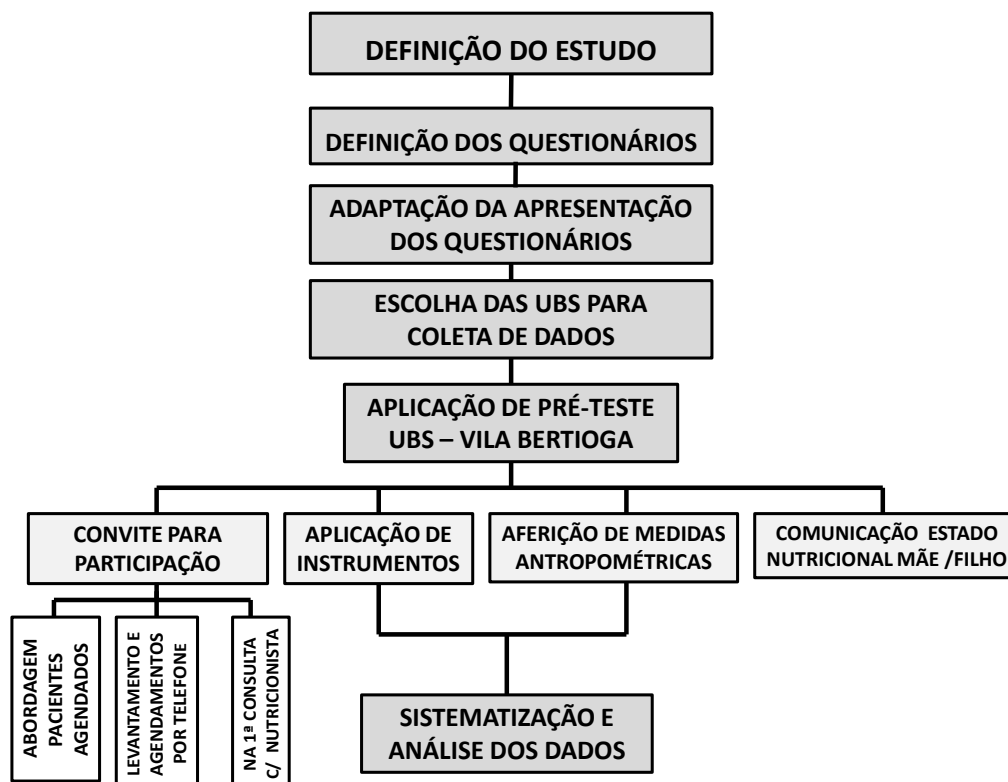 DEFINIÇÃO DO ESTUDO
DEFINIÇÃO DOS QUESTIONÁRIOS
ADAPTAÇÃO DA APRESENTAÇÃO
DOS QUESTIONÁRIOS
ESCOLHA DAS UBS PARA
COLETA DE DADOS
APLICAÇÃO DE PRÉ-TESTE
UBS – VILA BERTIOGA
CONVITE PARA
PARTICIPAÇÃO
APLICAÇÃO DE
INSTRUMENTOS
AFERIÇÃO DE MEDIDAS
ANTROPOMÉTRICAS
COMUNICAÇÃO ESTADO
NUTRICIONAL MÃE /FILHO
ABORDAGEM
PACIENTES
AGENDADOS
LEVANTAMENTO E
AGENDAMENTOS
POR TELEFONE
NA 1ª CONSULTA
C/ NUTRICIONISTA
SISTEMATIZAÇÃO E
ANÁLISE DOS DADOS